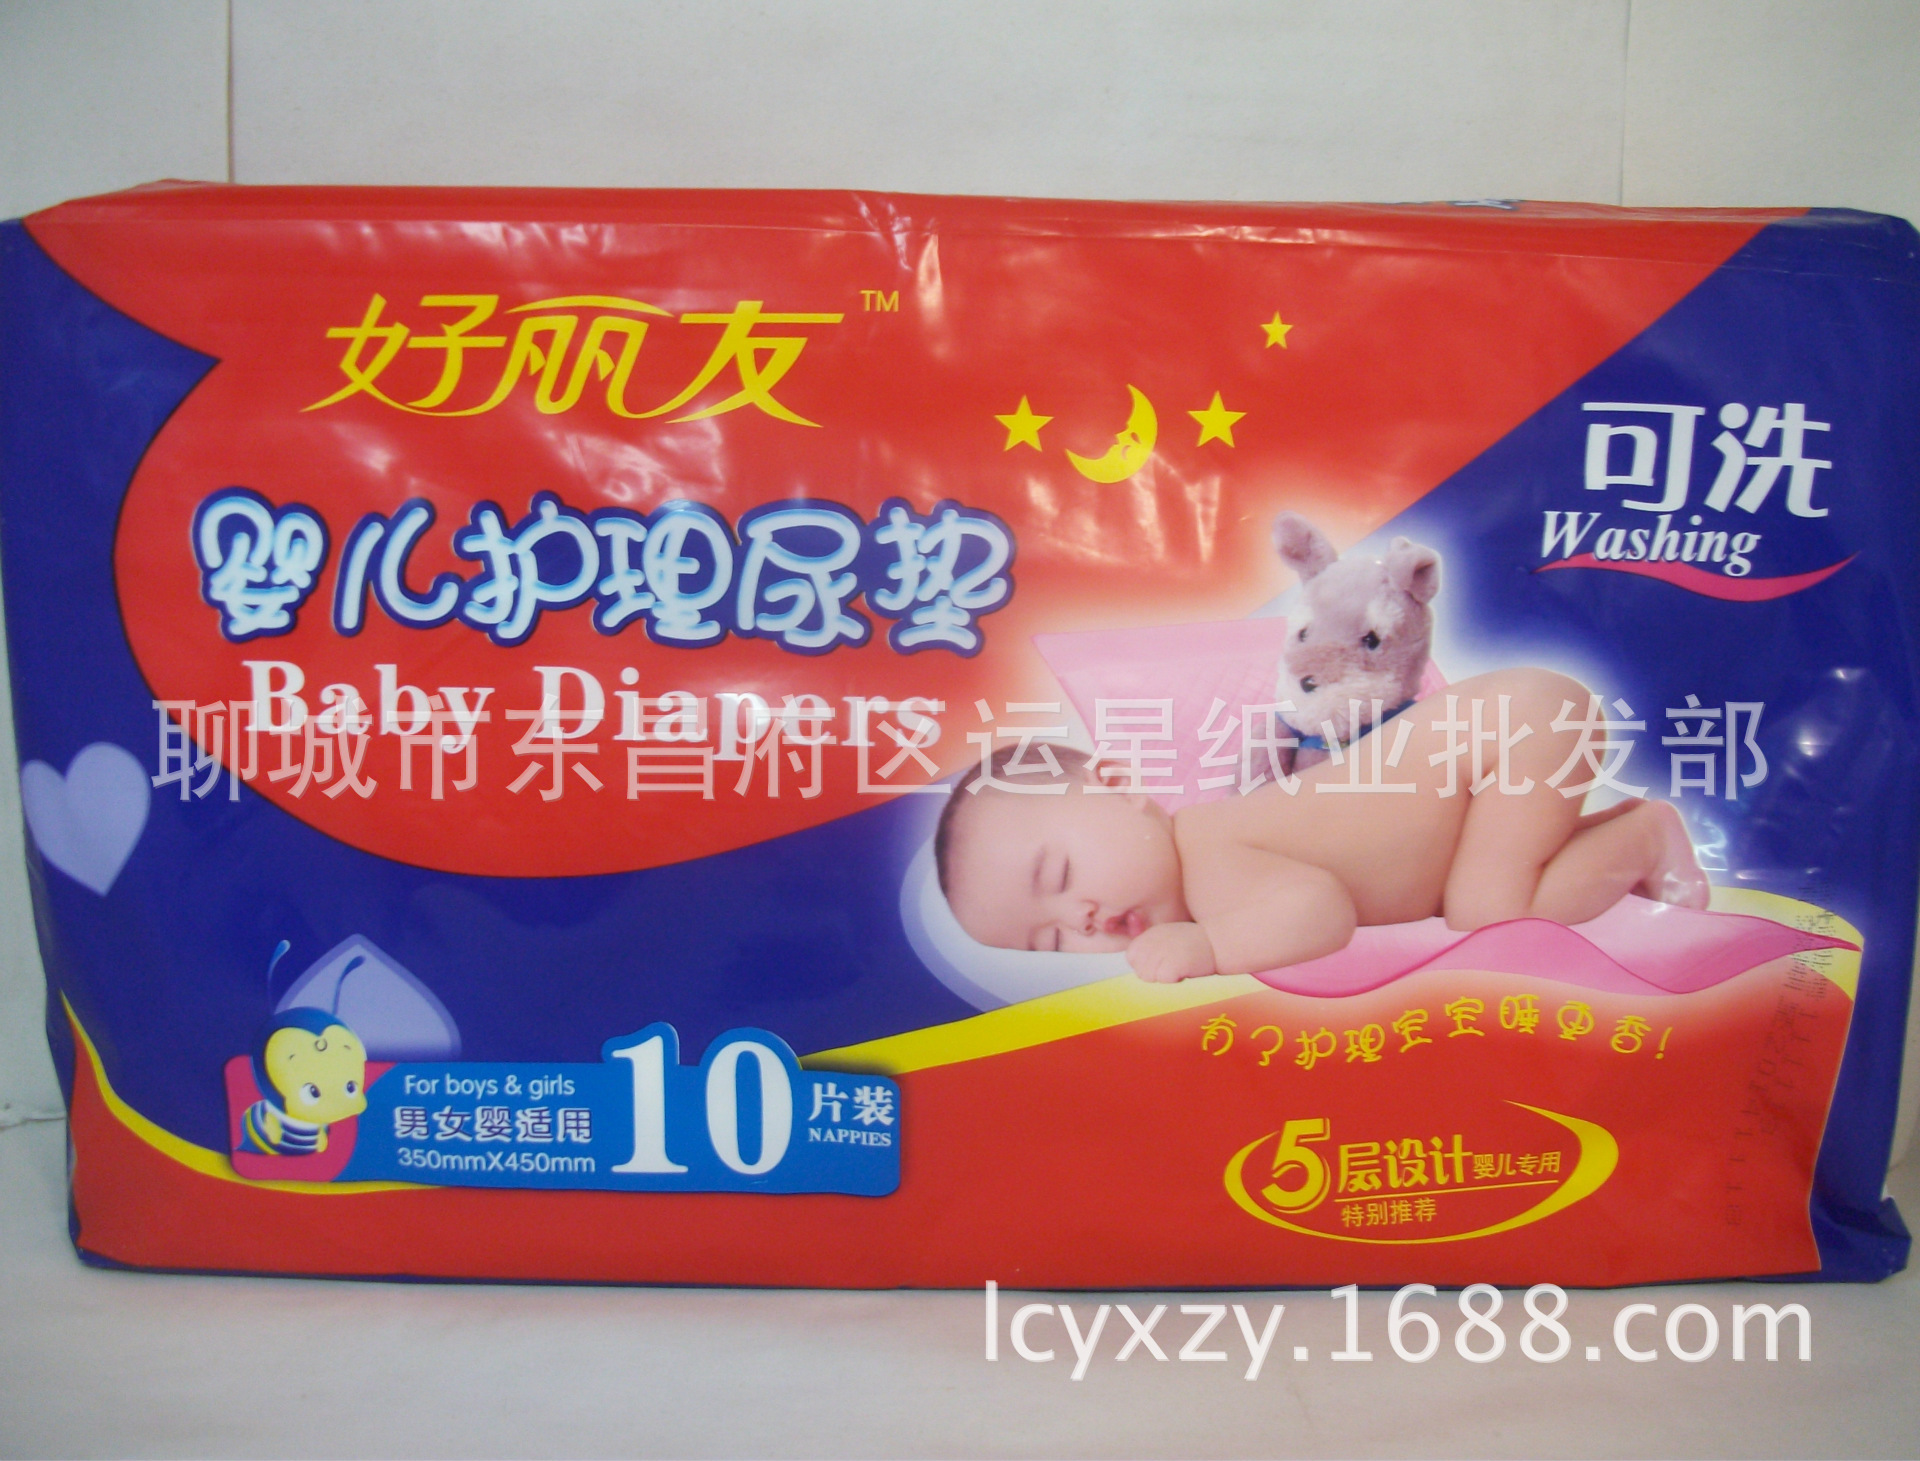 好丽友™
婴儿护理尿垫
Baby Diapers
可洗
Washing
聊城市东昌府区运星纸业批发部
有了护理宝宝睡更香!
For boys & girls
男女婴适用
350mmX450mm
10片装
NAPPIES
5层设计婴儿专用
特别推荐
lcyxzy.1688.com